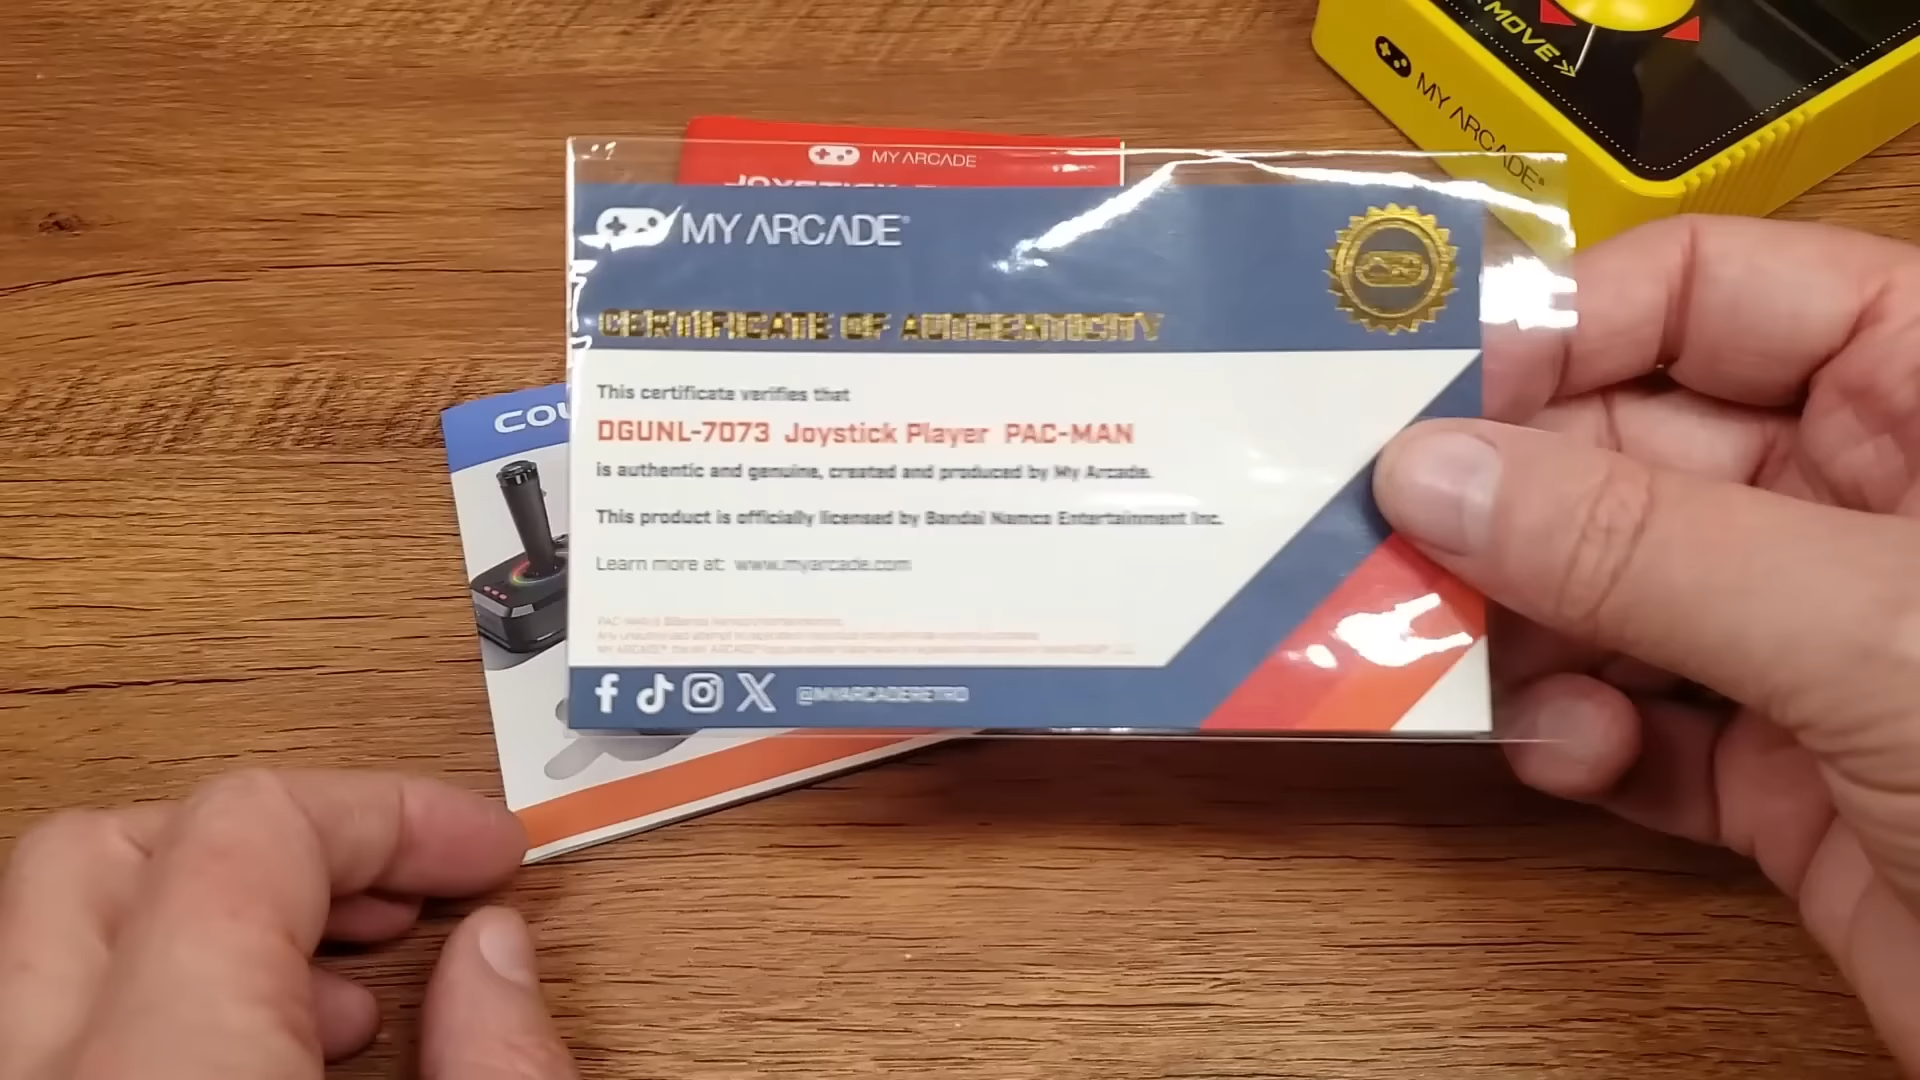 MOVE >>
MY ARCADE®
MY ARCADE
JOYSTICK
MY ARCADE®
CERTIFICATE OF AUTHENTICITY
This certificate verifies that
DGUNL-7073 Joystick Player PAC-MAN
is authentic and genuine, created and produced by My Arcade.
This product is officially licensed by Bandai Namco Entertainment Inc.
Learn more at: www.myarcade.com
@MYARCADERETRO
COU